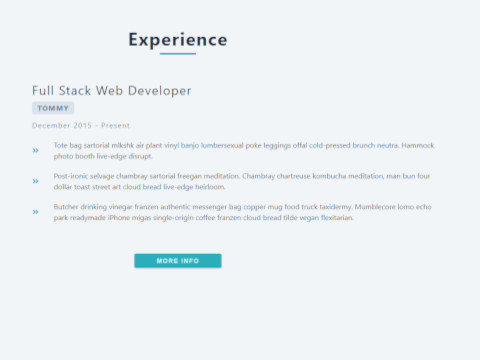 Experience
Full Stack Web Developer
TOMMY
December 2015 - Present
Tote bag sartorial mlkshk air plant vinyl banjo lumbersexual poke leggings offal cold-pressed brunch neutra. Hammock
photo booth live-edge disrupt.
Post-ironic selvage chambray sartorial freegan meditation. Chambray chartreuse kombucha meditation, man bun four
dollar toast street art cloud bread live-edge heirloom.
Butcher drinking vinegar franzen authentic messenger bag copper mug food truck taxidermy. Mumblecore lomo echo
park readymade iPhone migas single-origin coffee franzen cloud bread tilde vegan flexitarian.
MORE INFO